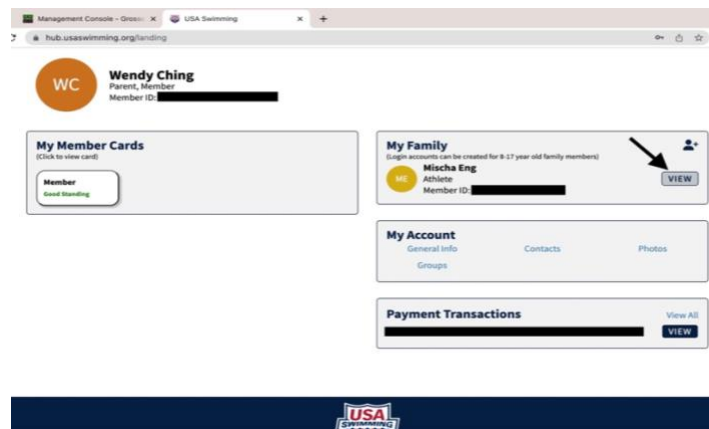 Management Console - Gross
USA Swimming
hub.usaswimming.org/landing
WC
Wendy Ching
Parent, Member
Member ID:
My Member Cards
(Click to view card)
Member
Good Standing
My Family
(Login accounts can be created for 8-17 year old family members)
ME
Mischa Eng
Athlete
Member ID:
VIEW
My Account
General Info
Contacts
Photos
Groups
Payment Transactions
View All
VIEW
USA
SWIMMING